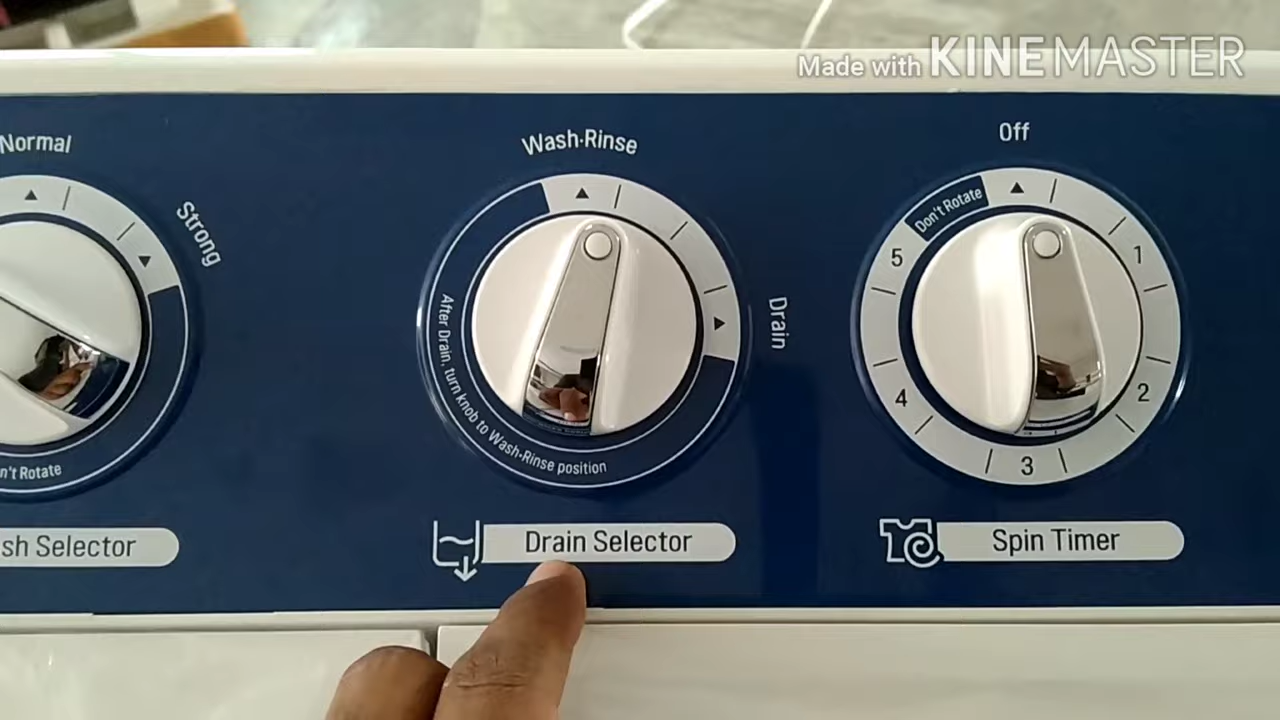 Made with KINEMASTER
Normal
Strong
Wash·Rinse
Drain
After Drain, turn knob to Wash·Rinse position
Off
Don't Rotate
1
2
3
4
5
n't Rotate
sh Selector
Drain Selector
Spin Timer